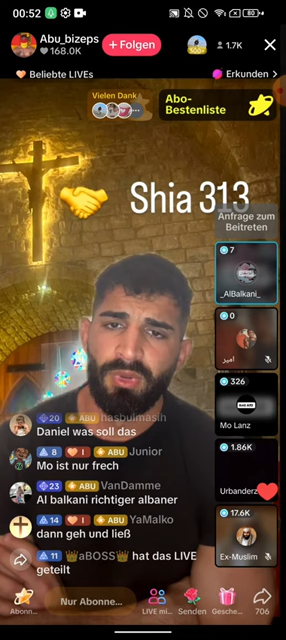 00:52
80
Abu_bizeps
168.0K
+ Folgen
1.7K
Beliebte LIVEs
Erkunden >
Vielen Dank
Abo-
Bestenliste
Shia 313
Anfrage zum
Beitreten
7
_AlBalkani_
0
امير
326
Mo Lanz
1.86K
Urbanderz
17.6K
Ex-Muslim
20 ABU hasbulmasih
Daniel was soll das
8 I ABU Junior
Mo ist nur frech
23 ABU VanDamme
Al balkani richtiger albaner
14 I ABU YaMalko
dann geh und ließ
11 👑aBOSS👑 hat das LIVE
geteilt
Abonn...
Nur Abonne...
LIVE mi...
Senden
Gesche...
706